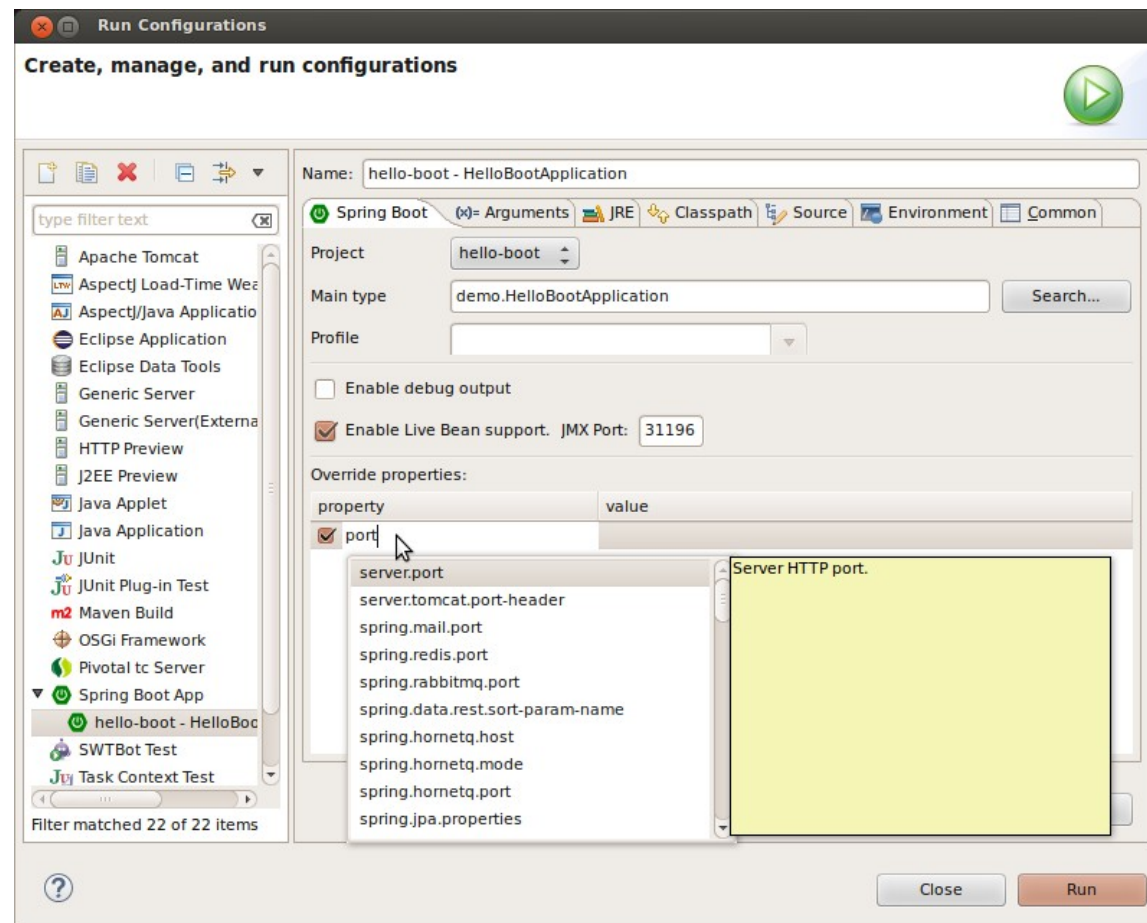 Run Configurations
Create, manage, and run configurations
type filter text
Apache Tomcat
AspectJ Load-Time Wea
AspectJ/Java Applicatio
Eclipse Application
Eclipse Data Tools
Generic Server
Generic Server(Externa
HTTP Preview
J2EE Preview
Java Applet
Java Application
JUnit
JUnit Plug-in Test
m2 Maven Build
OSGi Framework
Pivotal tc Server
Spring Boot App
hello-boot - HelloBoo
SWTBot Test
Task Context Test
Filter matched 22 of 22 items
Name: hello-boot - HelloBootApplication
Spring Boot (x)= Arguments JRE Classpath Source Environment Common
Project hello-boot
Main type demo.HelloBootApplication Search...
Profile
Enable debug output
Enable Live Bean support. JMX Port: 31196
Override properties:
property value
port
server.port
server.tomcat.port-header
spring.mail.port
spring.redis.port
spring.rabbitmq.port
spring.data.rest.sort-param-name
spring.hornetq.host
spring.hornetq.mode
spring.hornetq.port
spring.jpa.properties
Server HTTP port.
? Close Run